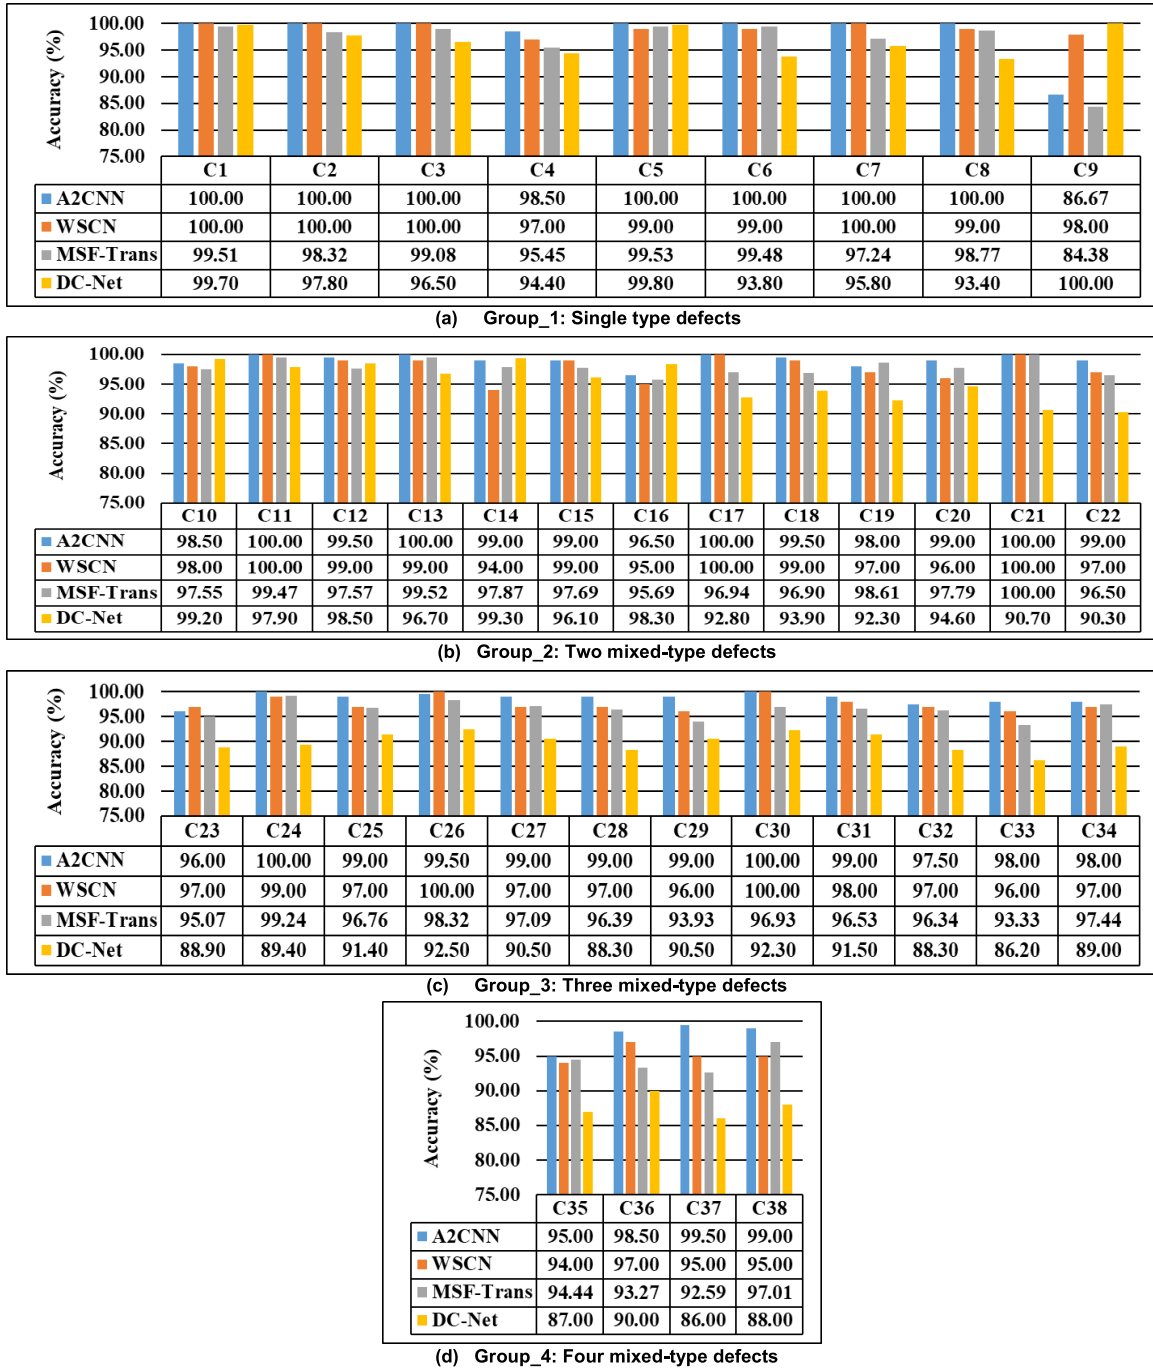 100.00
95.00
90.00
85.00
80.00
75.00
Accuracy (%)
C1 C2 C3 C4 C5 C6 C7 C8 C9
A2CNN 100.00 100.00 100.00 98.50 100.00 100.00 100.00 100.00 86.67
WSCN 100.00 100.00 100.00 97.00 99.00 99.00 100.00 99.00 98.00
MSF-Trans 99.51 98.32 99.08 95.45 99.53 99.48 97.24 98.77 84.38
DC-Net 99.70 97.80 96.50 94.40 99.80 93.80 95.80 93.40 100.00
(a) Group_1: Single type defects
100.00
95.00
90.00
85.00
80.00
75.00
Accuracy (%)
C10 C11 C12 C13 C14 C15 C16 C17 C18 C19 C20 C21 C22
A2CNN 98.50 100.00 99.50 100.00 99.00 99.00 96.50 100.00 99.50 98.00 99.00 100.00 99.00
WSCN 98.00 100.00 99.00 99.00 94.00 99.00 95.00 100.00 99.00 97.00 96.00 100.00 97.00
MSF-Trans 97.55 99.47 97.57 99.52 97.87 97.69 95.69 96.94 96.90 98.61 97.79 100.00 96.50
DC-Net 99.20 97.90 98.50 96.70 99.30 96.10 98.30 92.80 93.90 92.30 94.60 90.70 90.30
(b) Group_2: Two mixed-type defects
100.00
95.00
90.00
85.00
80.00
75.00
Accuracy (%)
C23 C24 C25 C26 C27 C28 C29 C30 C31 C32 C33 C34
A2CNN 96.00 100.00 99.00 99.50 99.00 99.00 99.00 100.00 99.00 97.50 98.00 98.00
WSCN 97.00 99.00 97.00 100.00 97.00 97.00 96.00 100.00 98.00 97.00 96.00 97.00
MSF-Trans 95.07 99.24 96.76 98.32 97.09 96.39 93.93 96.93 96.53 96.34 93.33 97.44
DC-Net 88.90 89.40 91.40 92.50 90.50 88.30 90.50 92.30 91.50 88.30 86.20 89.00
(c) Group_3: Three mixed-type defects
100.00
95.00
90.00
85.00
80.00
75.00
Accuracy (%)
C35 C36 C37 C38
A2CNN 95.00 98.50 99.50 99.00
WSCN 94.00 97.00 95.00 95.00
MSF-Trans 94.44 93.27 92.59 97.01
DC-Net 87.00 90.00 86.00 88.00
(d) Group_4: Four mixed-type defects